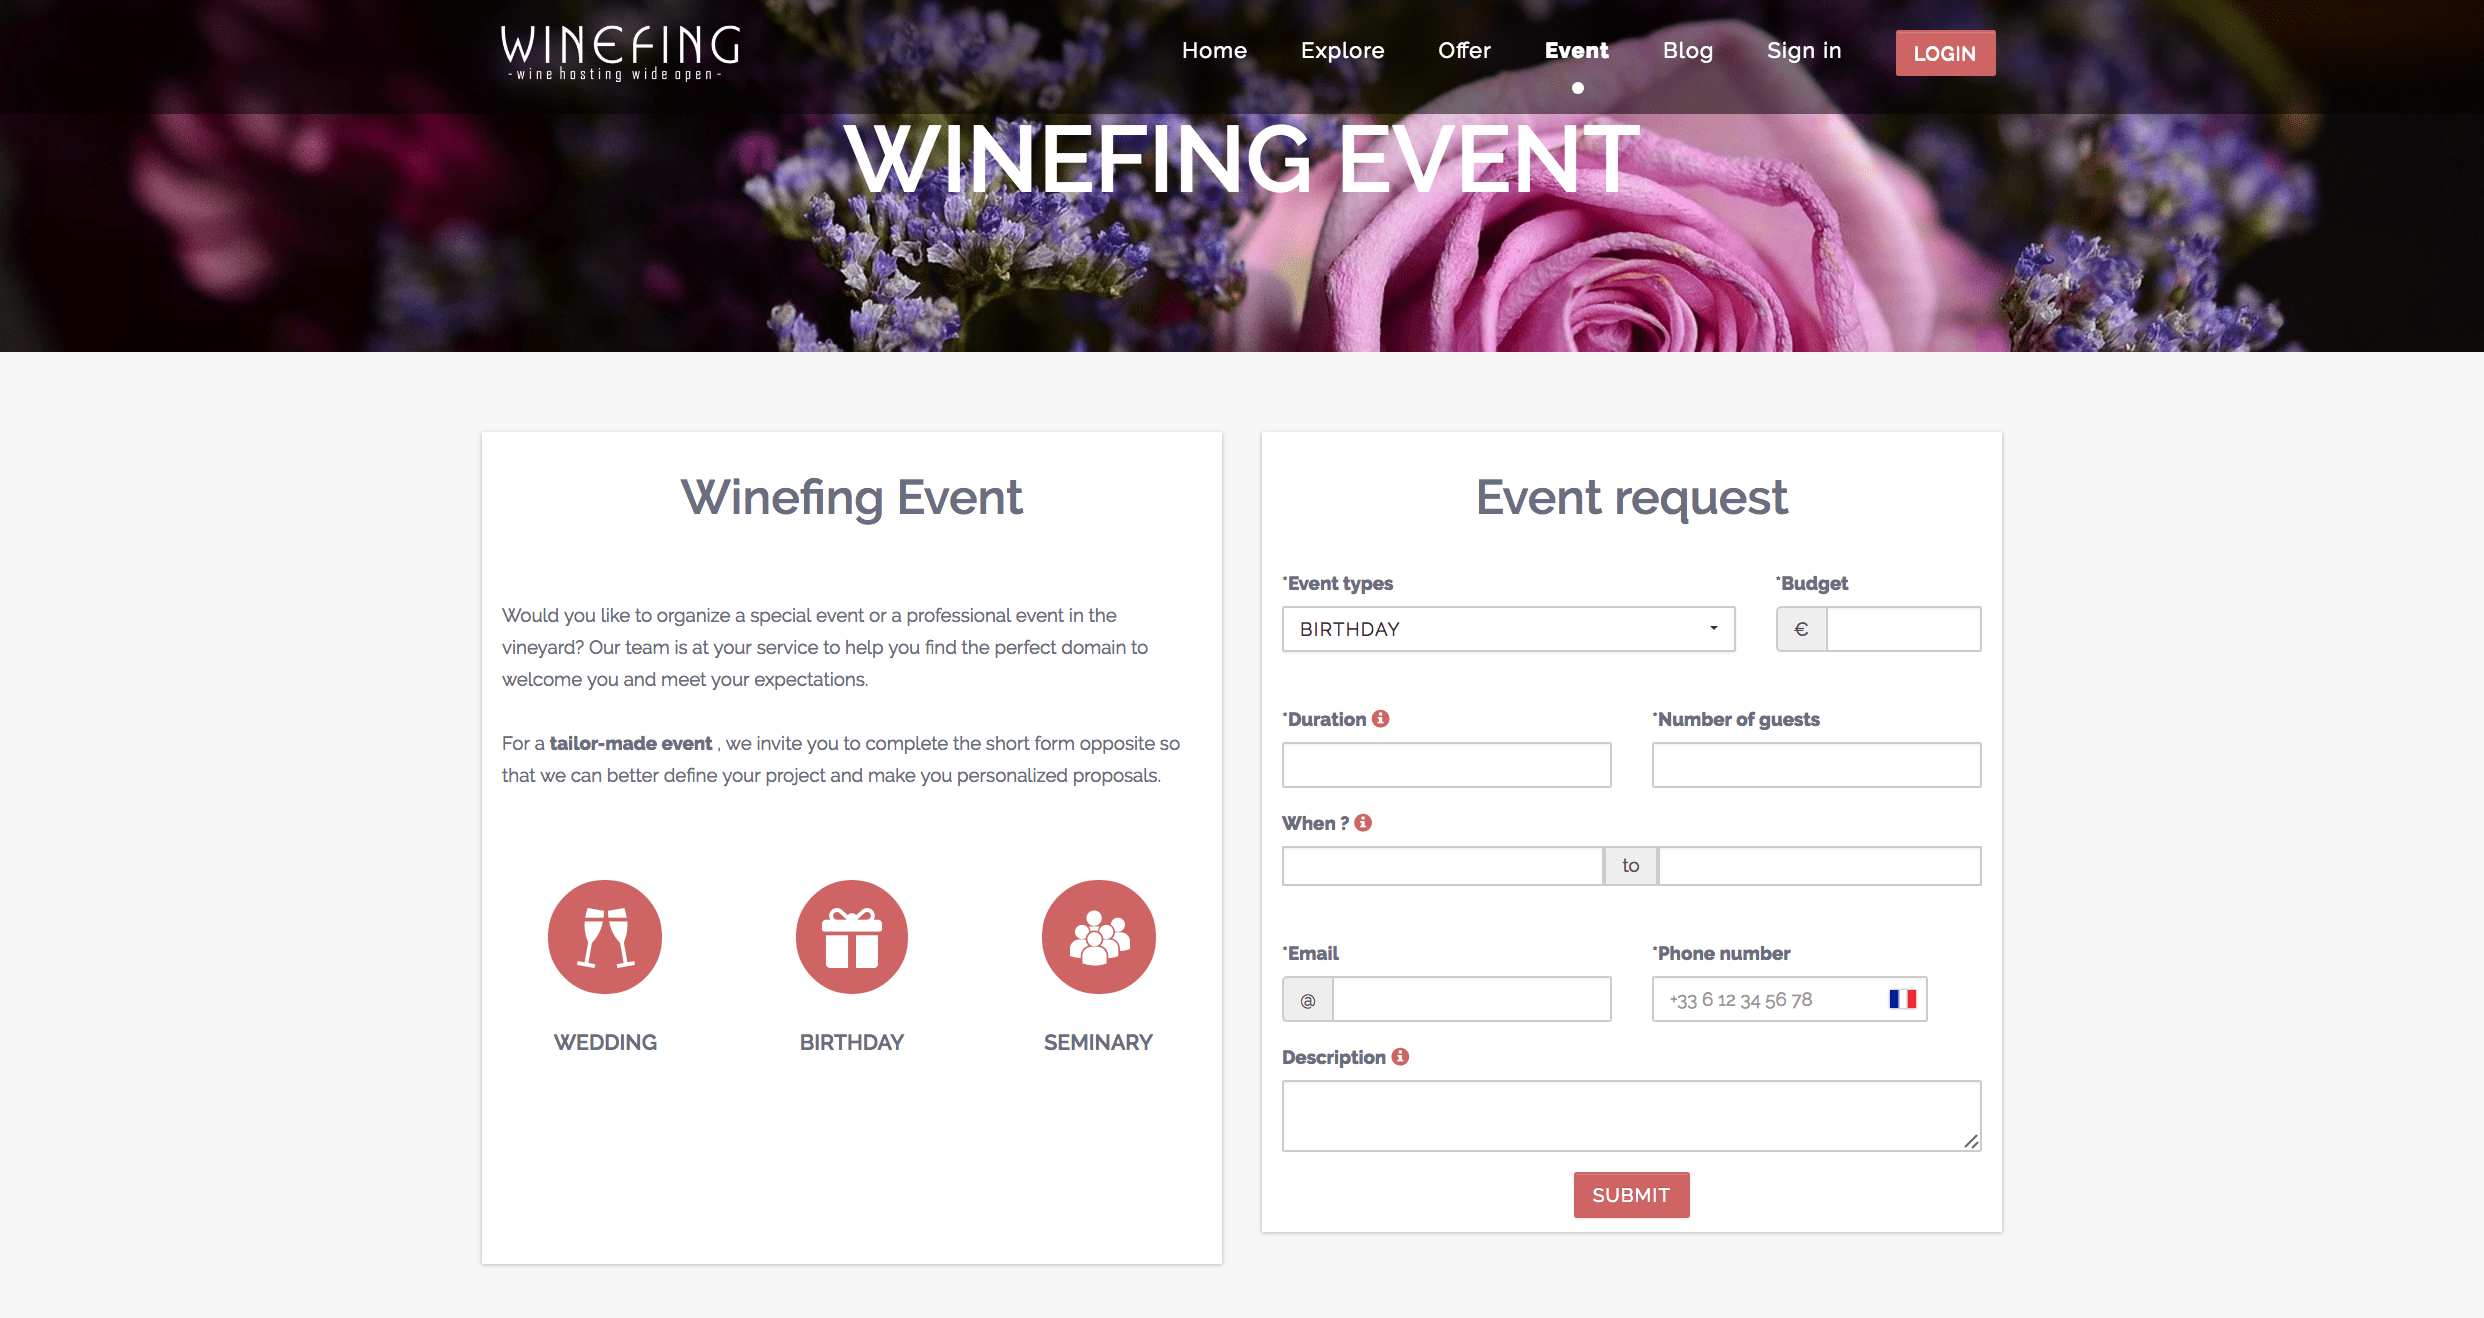 WINEFING
-wine hosting wide open-
Home
Explore
Offer
Event
Blog
Sign in
LOGIN
WINEFING EVENT
Winefing Event
Would you like to organize a special event or a professional event in the
vineyard? Our team is at your service to help you find the perfect domain to
welcome you and meet your expectations.
For a tailor-made event , we invite you to complete the short form opposite so
that we can better define your project and make you personalized proposals.
WEDDING
BIRTHDAY
SEMINARY
Event request
*Event types
*Budget
BIRTHDAY
€
*Duration
*Number of guests
When ?
to
*Email
*Phone number
@
+33 6 12 34 56 78
Description
SUBMIT